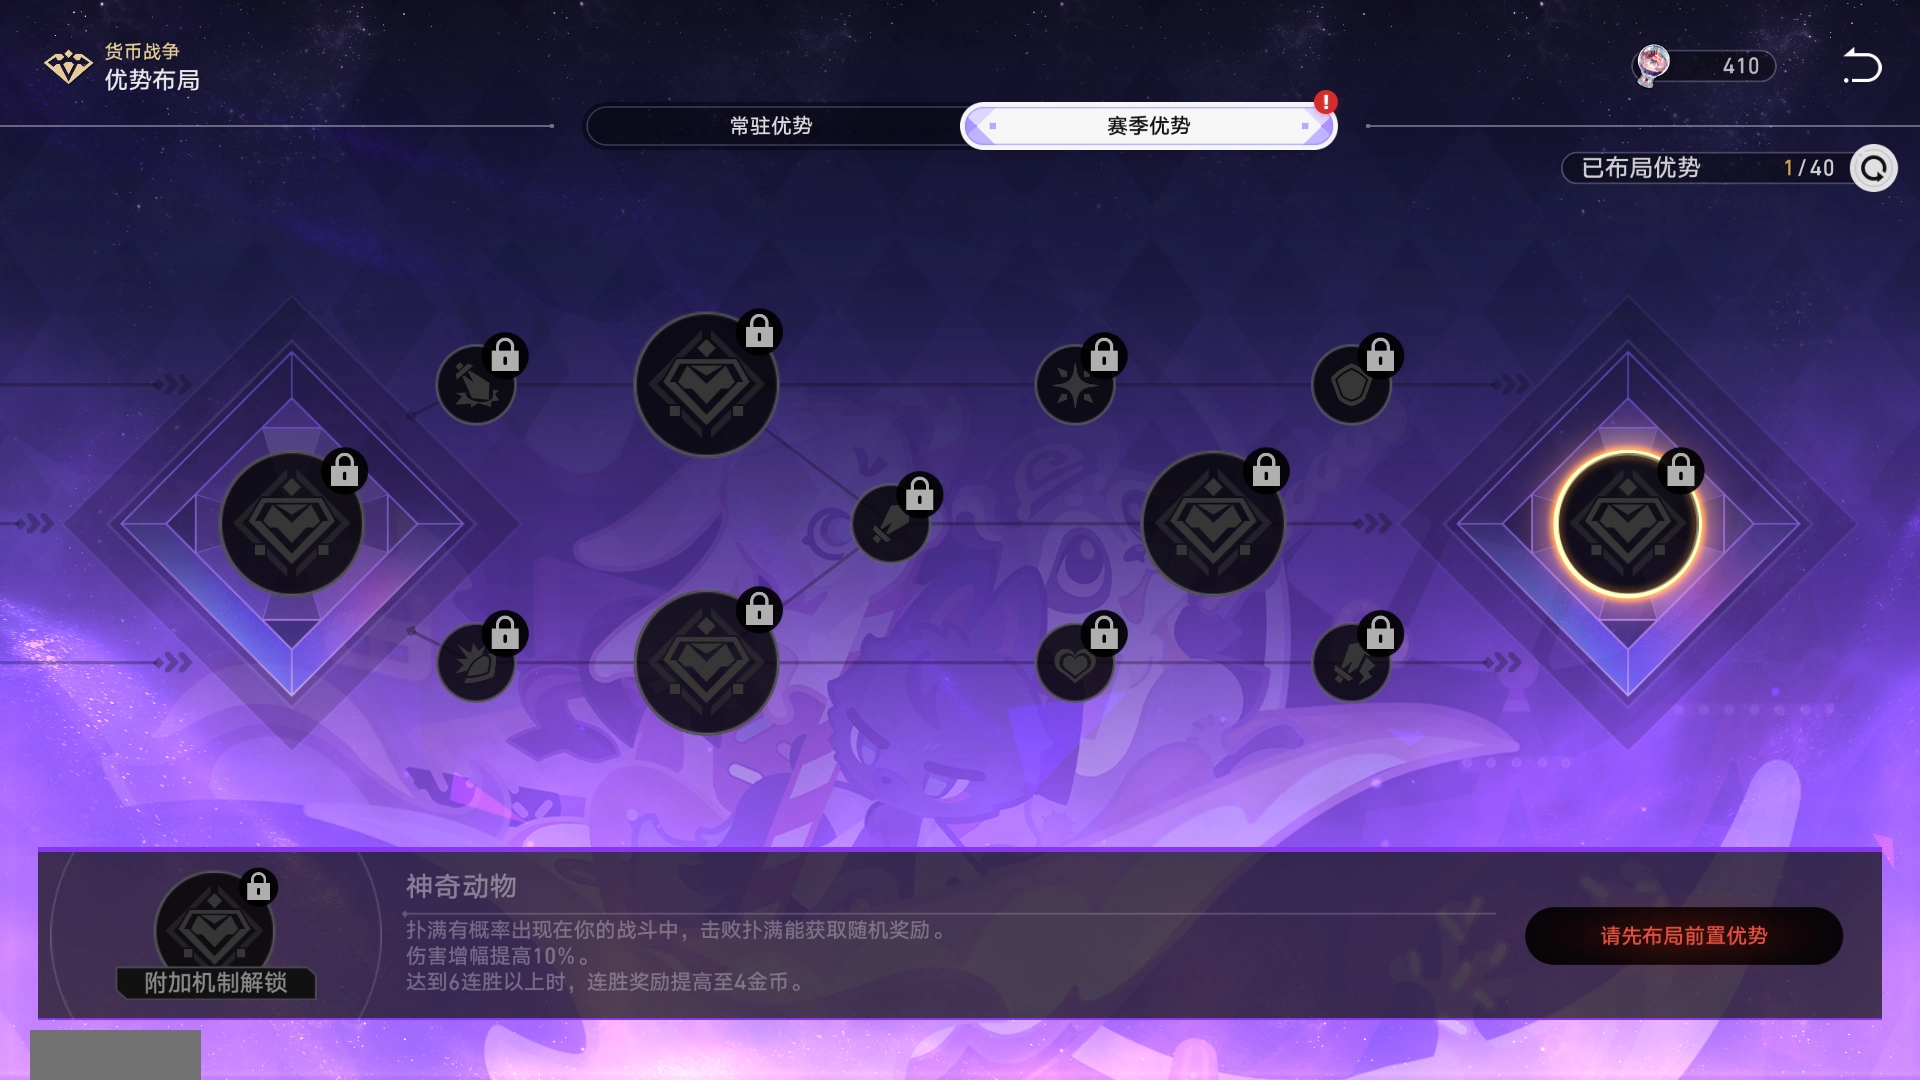 货币战争
优势布局
410
常驻优势
赛季优势
已布局优势 1/40
神奇动物
扑满有概率出现在你的战斗中，击败扑满能获取随机奖励。
伤害增幅提高10%。
达到6连胜以上时，连胜奖励提高至4金币。
附加机制解锁
请先布局前置优势